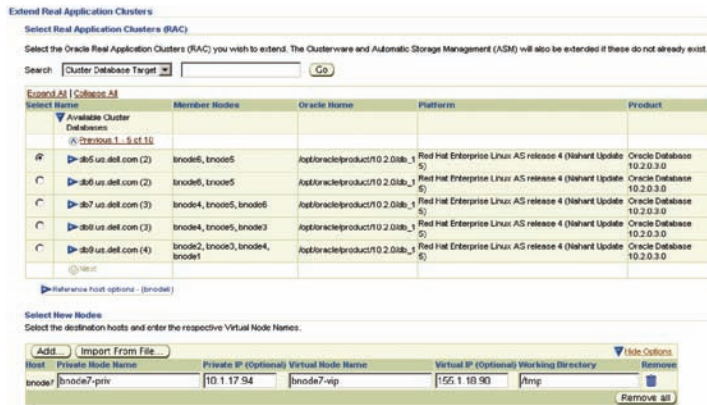 Extend Real Application Clusters
Select Real Application Clusters (RAC)
Select the Oracle Real Application Clusters (RAC) you wish to extend. The Clusterware and Automatic Storage Management (ASM) will also be extended if these do not already exist
Search Cluster Database Target Go
Expand All | Collapse All
Select Name Member Nodes Oracle Home Platform Product
Available Cluster Databases
Previous 1 - 5 of 10
db5.us.dell.com (2) bnode6, bnode5 /opt/oracle/product/10.2.0/db_1 Red Hat Enterprise Linux AS release 4 (Nahant Update 5) Oracle Database 10.2.0.3.0
db6.us.dell.com (2) bnode6, bnode5 /opt/oracle/product/10.2.0/db_1 Red Hat Enterprise Linux AS release 4 (Nahant Update 5) Oracle Database 10.2.0.3.0
db7.us.dell.com (3) bnode4, bnode5, bnode6 /opt/oracle/product/10.2.0/db_1 Red Hat Enterprise Linux AS release 4 (Nahant Update 5) Oracle Database 10.2.0.3.0
db8.us.dell.com (3) bnode4, bnode5, bnode3 /opt/oracle/product/10.2.0/db_1 Red Hat Enterprise Linux AS release 4 (Nahant Update 5) Oracle Database 10.2.0.3.0
db9.us.dell.com (4) bnode2, bnode3, bnode4, bnode1 /opt/oracle/product/10.2.0/db_1 Red Hat Enterprise Linux AS release 4 (Nahant Update 5) Oracle Database 10.2.0.3.0
Next
Reference host options - (bnodell)
Select New Nodes
Select the destination hosts and enter the respective Virtual Node Names.
Add... Import From File... Hide Options
Host Private Node Name Private IP (Optional) Virtual Node Name Virtual IP (Optional) Working Directory Remove
bnode7 bnode7-priv 10.1.17.94 bnode7-vip 155.1.18.90 /tmp
Remove all